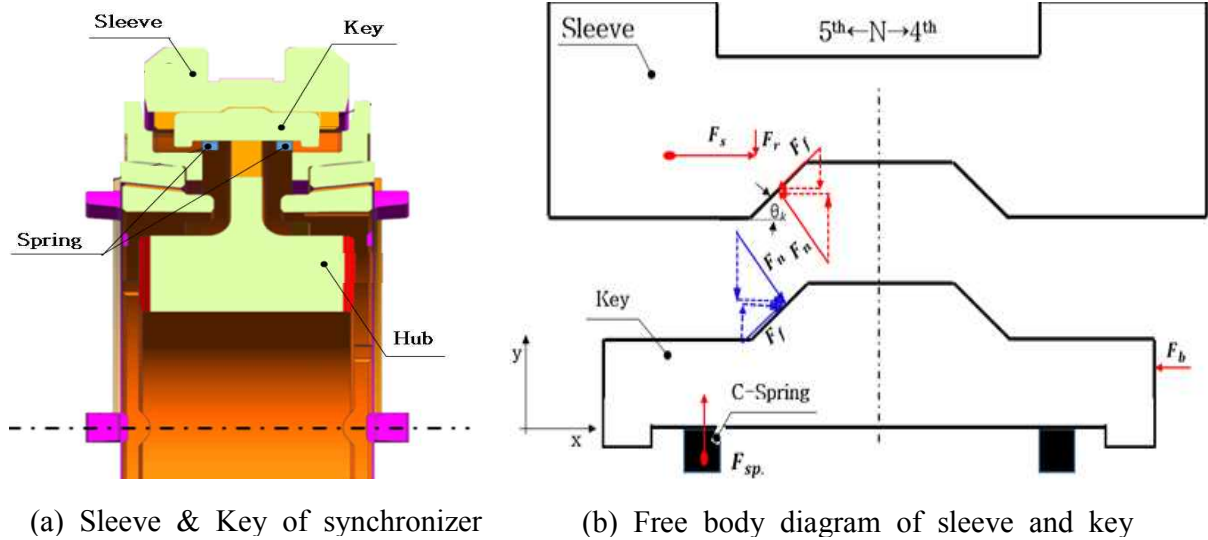 Sleeve
Key
Spring
Hub
(a) Sleeve & Key of synchronizer
Sleeve
5th←N→4th
Fs
Fr
Ff
θk
Fn
Fn
Ff
Key
Fb
y
C-Spring
x
Fsp.
(b) Free body diagram of sleeve and key